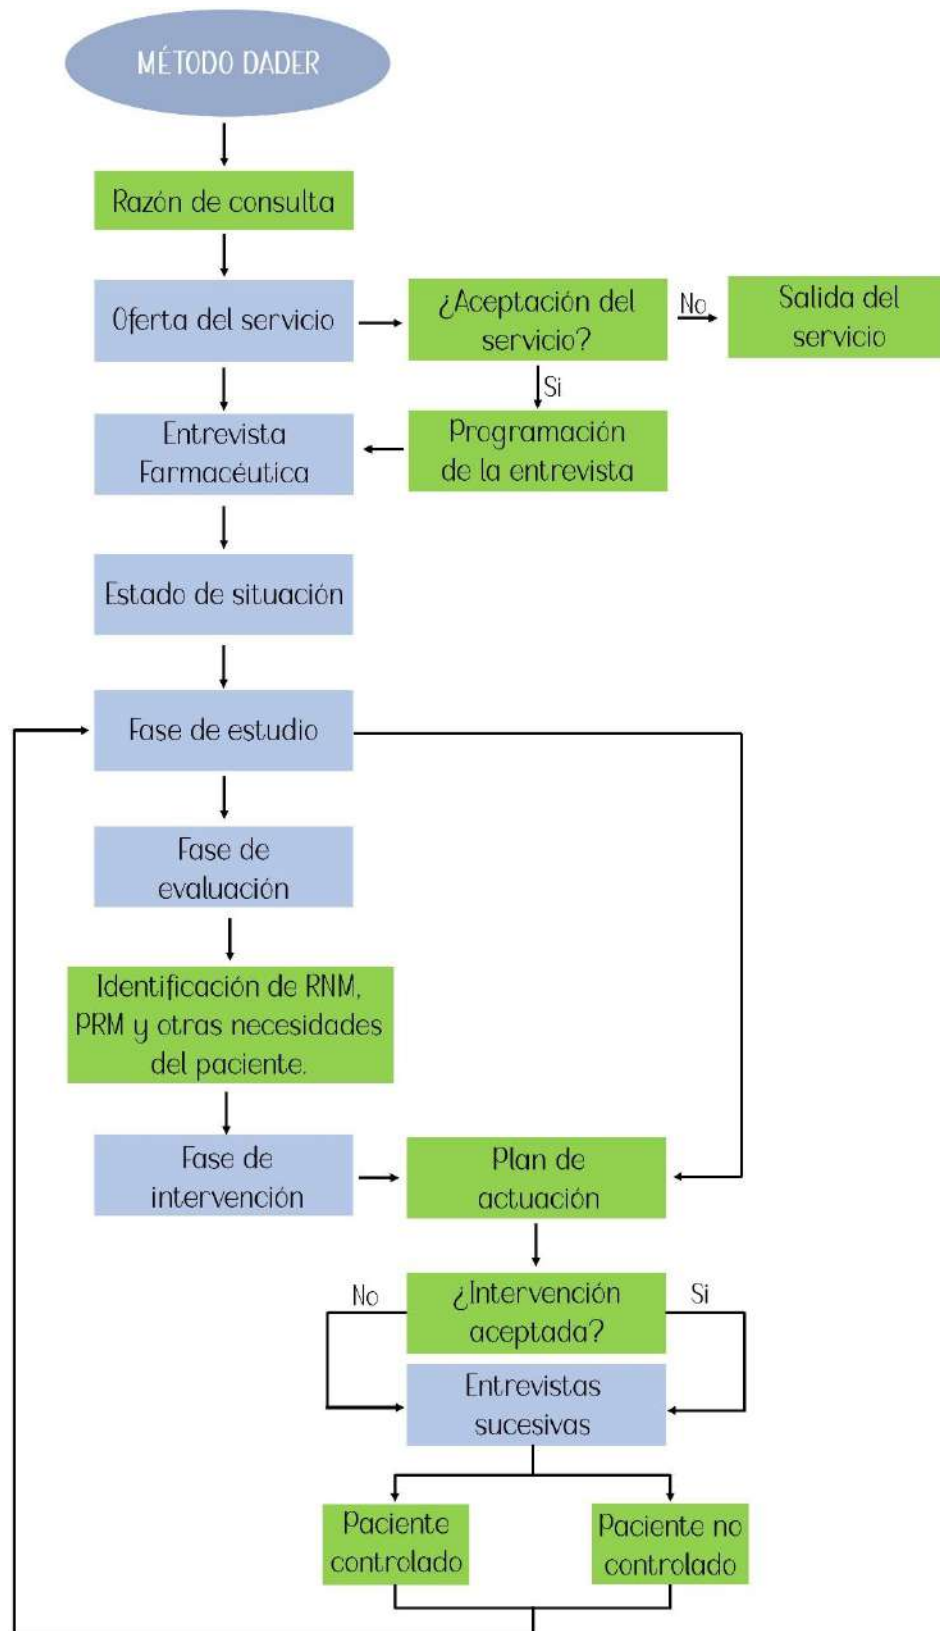 MÉTODO DADER
Razón de consulta
Oferta del servicio
¿Aceptación del
servicio?
No
Salida del
servicio
Si
Programación
de la entrevista
Entrevista
Farmacéutica
Estado de situación
Fase de estudio
Fase de
evaluación
Identificación de RNM,
PRM y otras necesidades
del paciente.
Fase de
intervención
Plan de
actuación
No
¿Intervención
aceptada?
Si
Entrevistas
sucesivas
Paciente
controlado
Paciente no
controlado